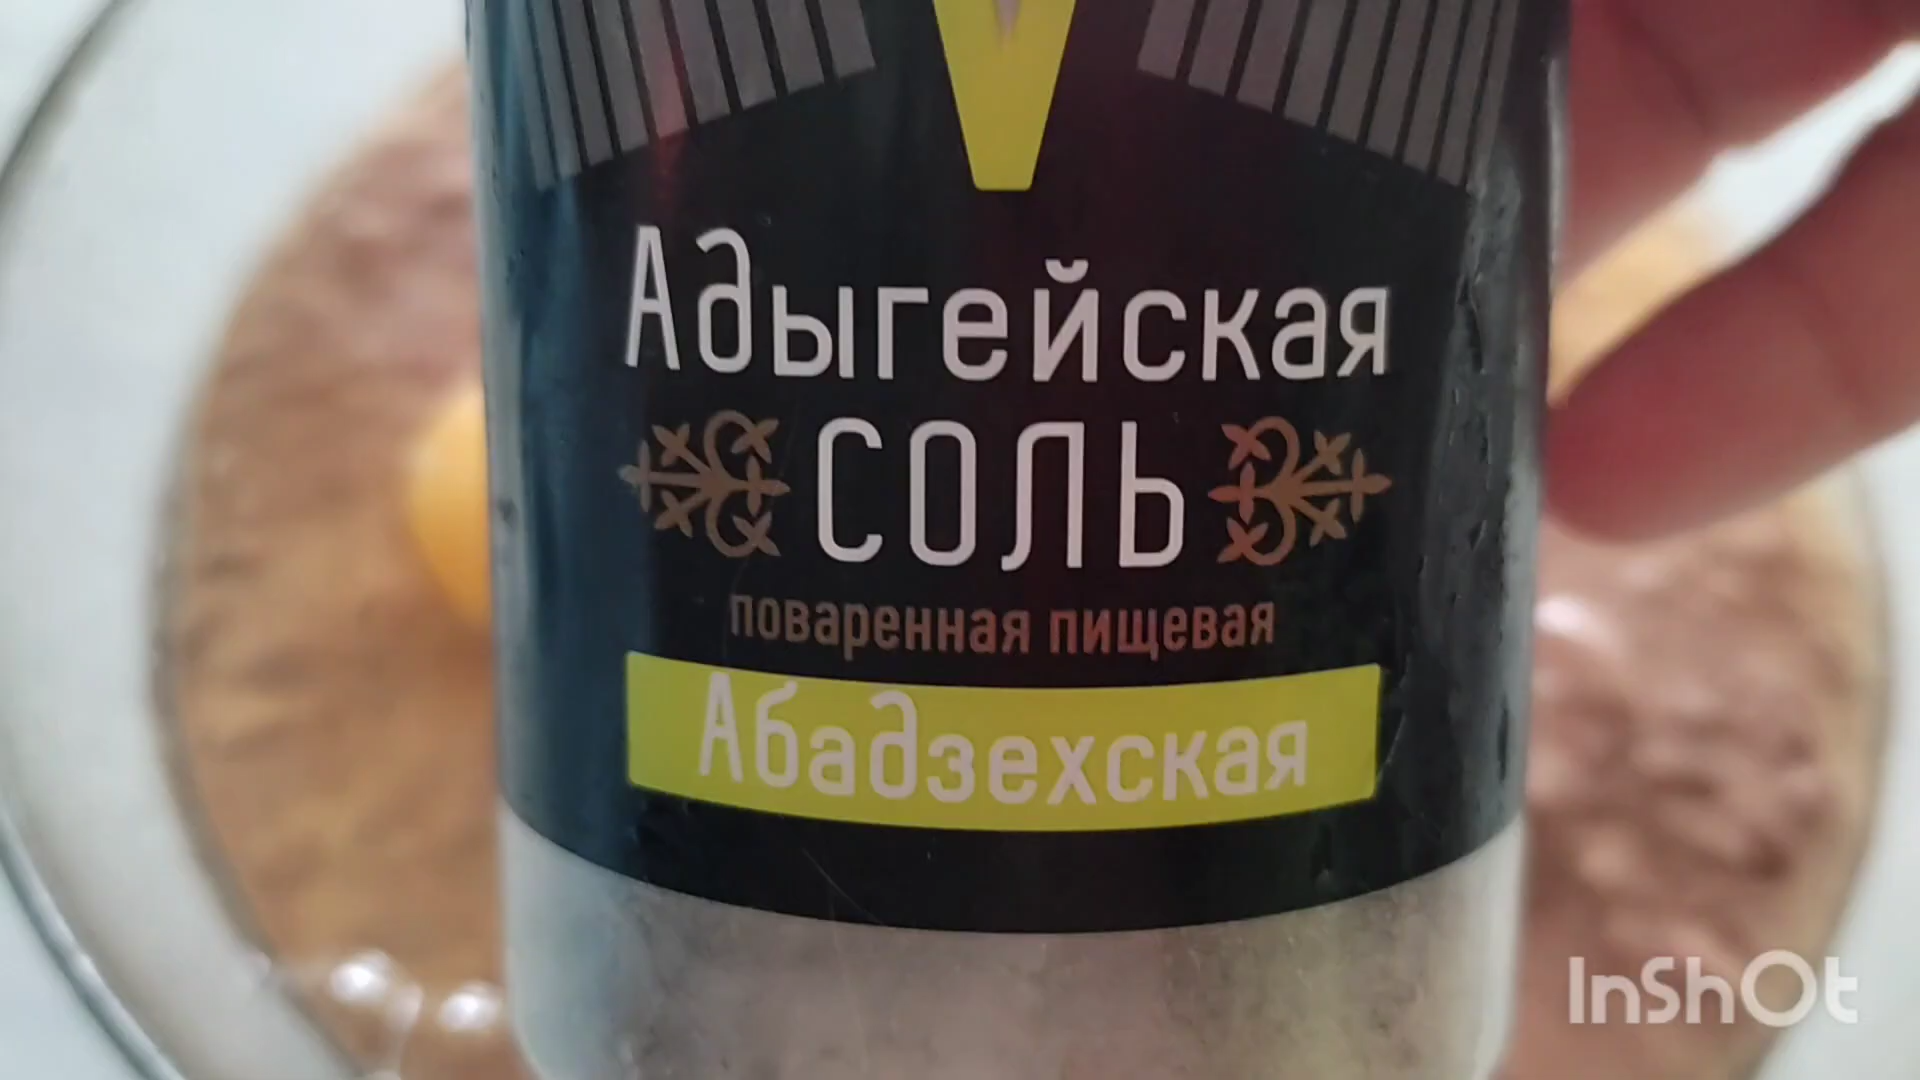 Адыгейская
соль
поваренная пищевая
Абадзехская
InShOt